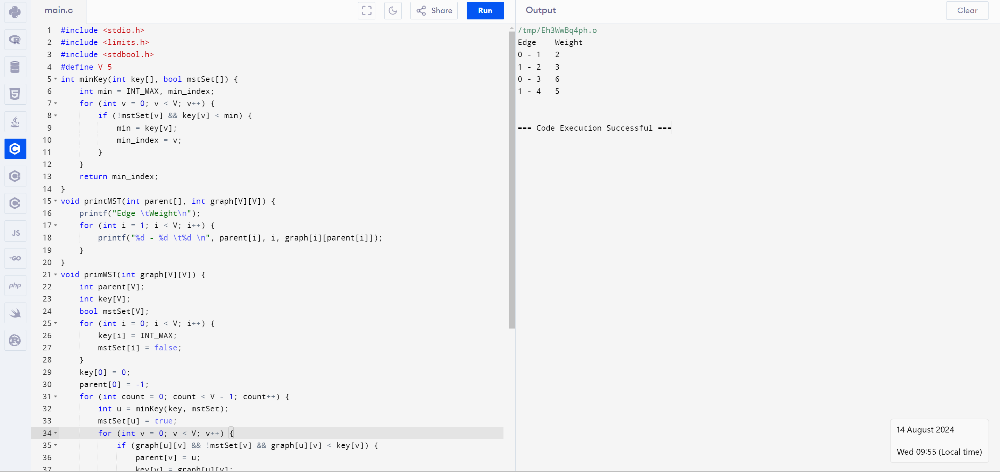 main.c
Share
Run
Output
Clear
1 #include <stdio.h>
2 #include <limits.h>
3 #include <stdbool.h>
4 #define V 5
5 int minKey(int key[], bool mstSet[]) {
6     int min = INT_MAX, min_index;
7     for (int v = 0; v < V; v++) {
8         if (!mstSet[v] && key[v] < min) {
9             min = key[v];
10             min_index = v;
11         }
12     }
13     return min_index;
14 }
15 void printMST(int parent[], int graph[V][V]) {
16     printf("Edge \tWeight\n");
17     for (int i = 1; i < V; i++) {
18         printf("%d - %d \t%d \n", parent[i], i, graph[i][parent[i]]);
19     }
20 }
21 void primMST(int graph[V][V]) {
22     int parent[V];
23     int key[V];
24     bool mstSet[V];
25     for (int i = 0; i < V; i++) {
26         key[i] = INT_MAX;
27         mstSet[i] = false;
28     }
29     key[0] = 0;
30     parent[0] = -1;
31     for (int count = 0; count < V - 1; count++) {
32         int u = minKey(key, mstSet);
33         mstSet[u] = true;
34         for (int v = 0; v < V; v++) {
35             if (graph[u][v] && !mstSet[v] && graph[u][v] < key[v]) {
36                 parent[v] = u;
37                 key[v] = graph[u][v];
/tmp/Eh3WwBq4ph.o
Edge    Weight
0 - 1   2
1 - 2   3
0 - 3   6
1 - 4   5
=== Code Execution Successful ===
R
5
C
C
C#
JS
GO
php
R
14 August 2024
Wed 09:55 (Local time)